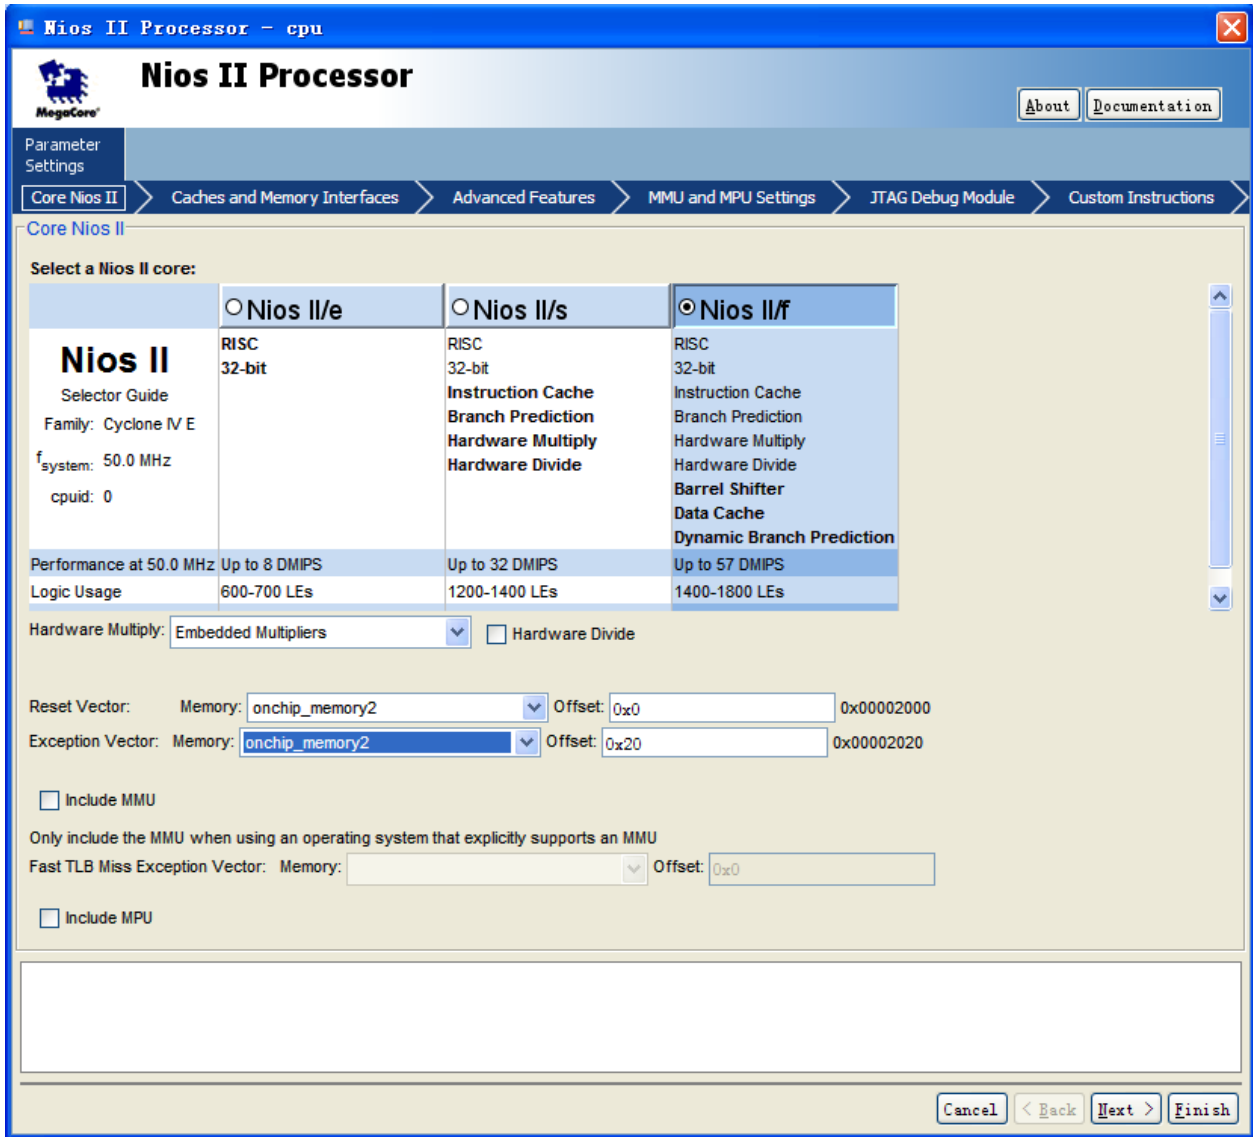 Nios II Processor - cpu
MegaCore®
Nios II Processor
About
Documentation
Parameter
Settings
Core Nios II
Caches and Memory Interfaces
Advanced Features
MMU and MPU Settings
JTAG Debug Module
Custom Instructions
Core Nios II
Select a Nios II core:
Nios II/e
Nios II/s
Nios II/f
Nios II
Selector Guide
Family: Cyclone IV E
fsystem: 50.0 MHz
cpuid: 0
RISC
32-bit
RISC
32-bit
Instruction Cache
Branch Prediction
Hardware Multiply
Hardware Divide
RISC
32-bit
Instruction Cache
Branch Prediction
Hardware Multiply
Hardware Divide
Barrel Shifter
Data Cache
Dynamic Branch Prediction
Performance at 50.0 MHz Up to 8 DMIPS Up to 32 DMIPS Up to 57 DMIPS
Logic Usage 600-700 LEs 1200-1400 LEs 1400-1800 LEs
Hardware Multiply: Embedded Multipliers Hardware Divide
Reset Vector: Memory: onchip_memory2 Offset: 0x0 0x00002000
Exception Vector: Memory: onchip_memory2 Offset: 0x20 0x00002020
Include MMU
Only include the MMU when using an operating system that explicitly supports an MMU
Fast TLB Miss Exception Vector: Memory: Offset: 0x0
Include MPU
Cancel < Back Next > Finish